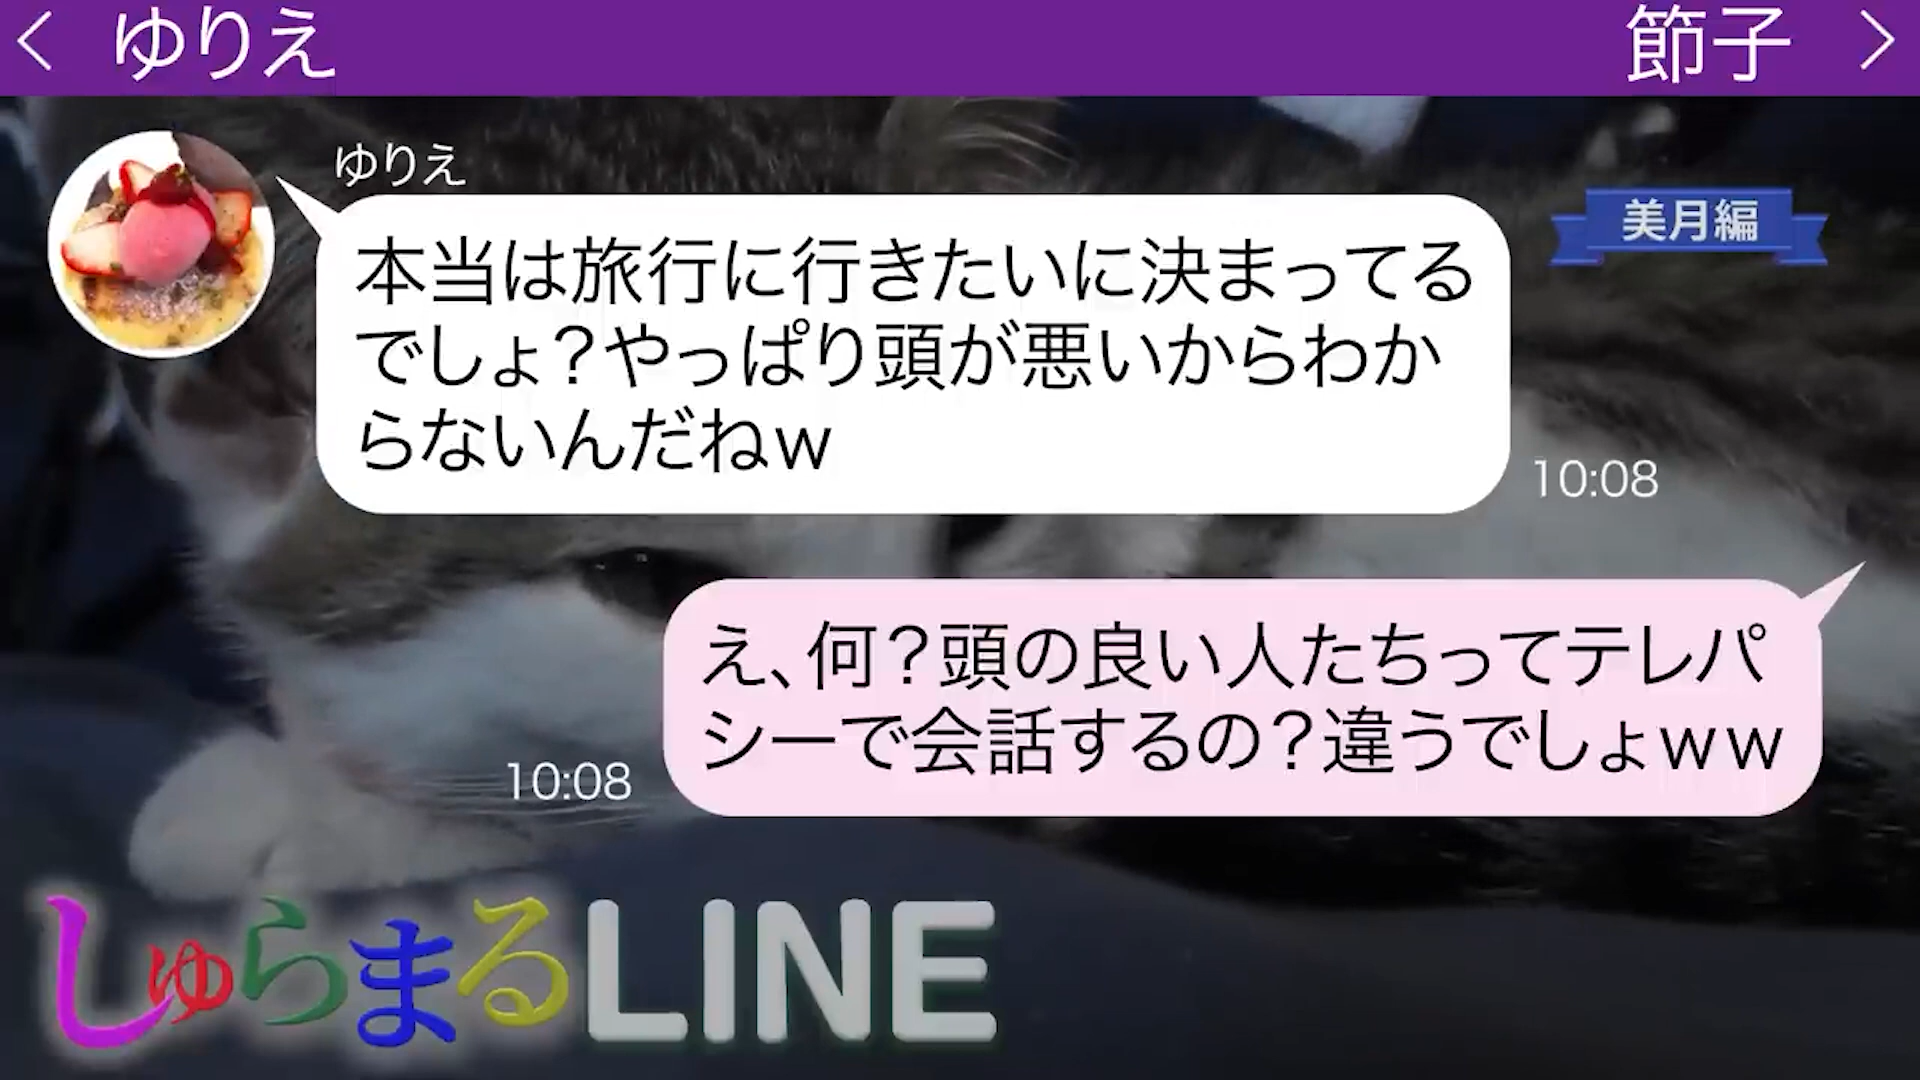 ゆりえ
節子
ゆりえ
美月編
本当は旅行に行きたいに決まってる
でしょ？やっぱり頭が悪いからわか
らないんだねw
10:08
え、何？頭の良い人たちってテレパ
シーで会話するの？違うでしょww
10:08
しゅらまるLINE